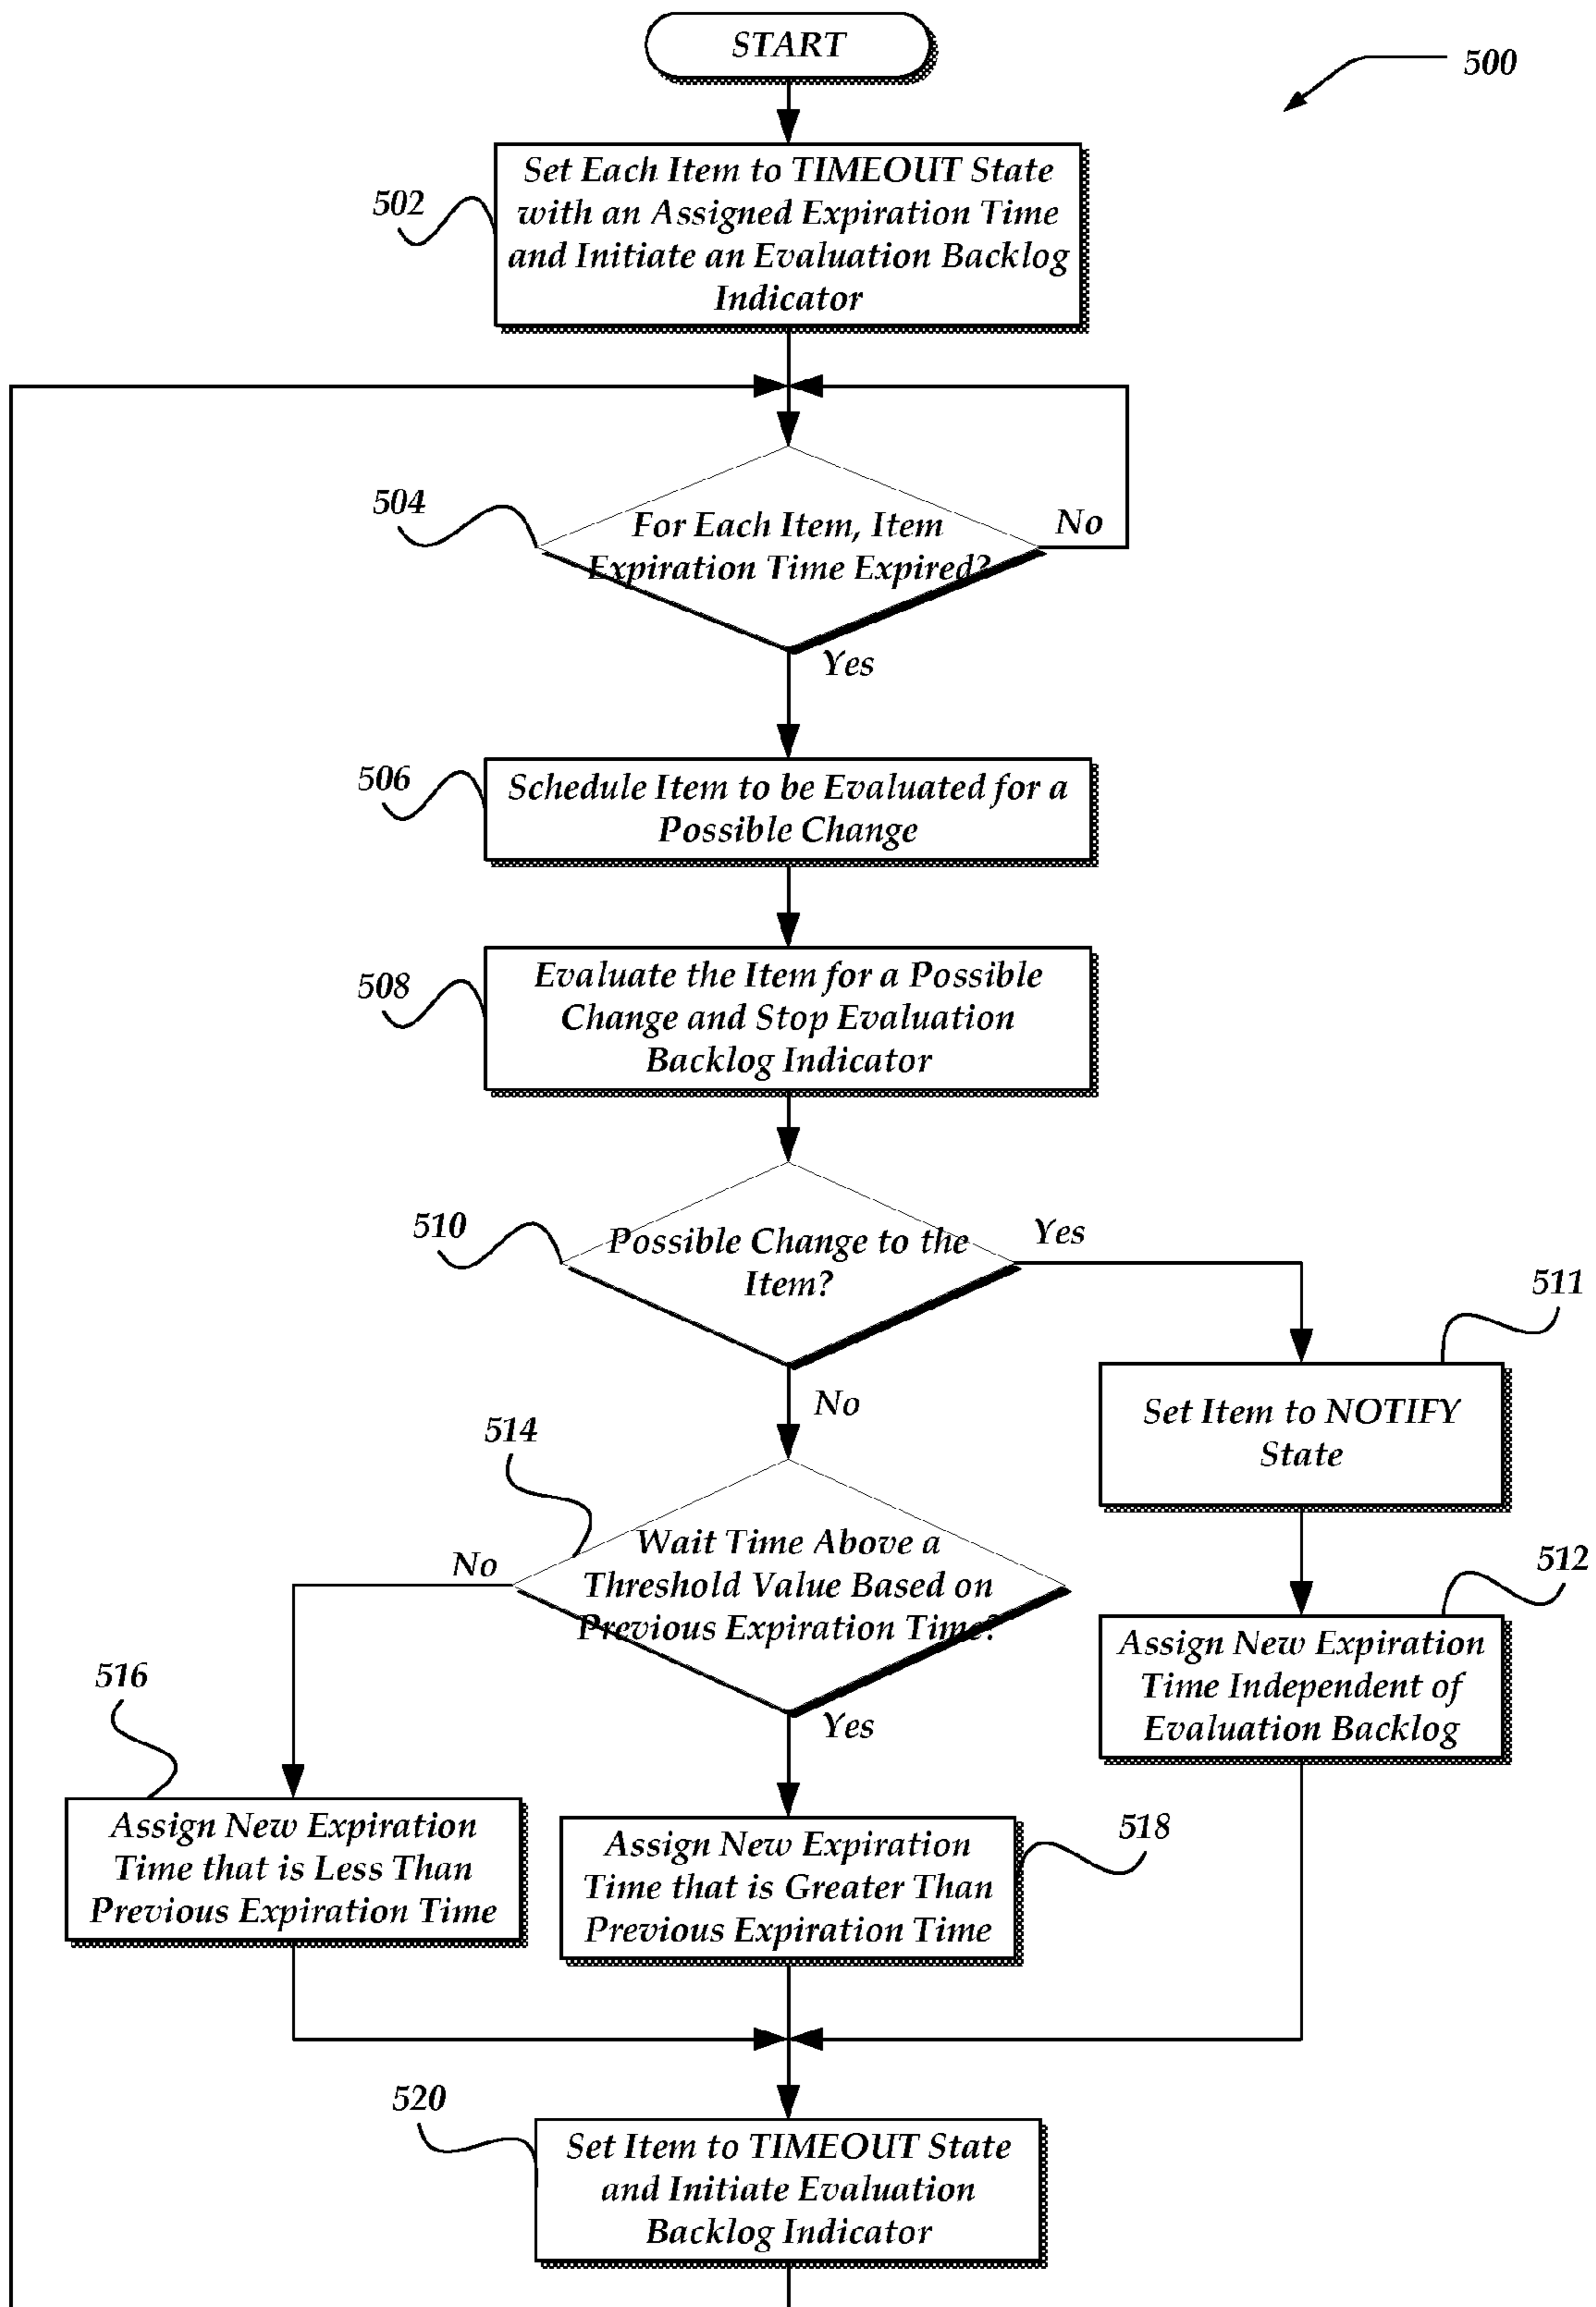 START
500
502
Set Each Item to TIMEOUT State
with an Assigned Expiration Time
and Initiate an Evaluation Backlog
Indicator
504
For Each Item, Item
Expiration Time Expired?
No
Yes
506
Schedule Item to be Evaluated for a
Possible Change
508
Evaluate the Item for a Possible
Change and Stop Evaluation
Backlog Indicator
510
Possible Change to the
Item?
Yes
No
511
Set Item to NOTIFY
State
514
Wait Time Above a
Threshold Value Based on
Previous Expiration Time?
No
Yes
512
Assign New Expiration
Time Independent of
Evaluation Backlog
516
Assign New Expiration
Time that is Less Than
Previous Expiration Time
518
Assign New Expiration
Time that is Greater Than
Previous Expiration Time
520
Set Item to TIMEOUT State
and Initiate Evaluation
Backlog Indicator